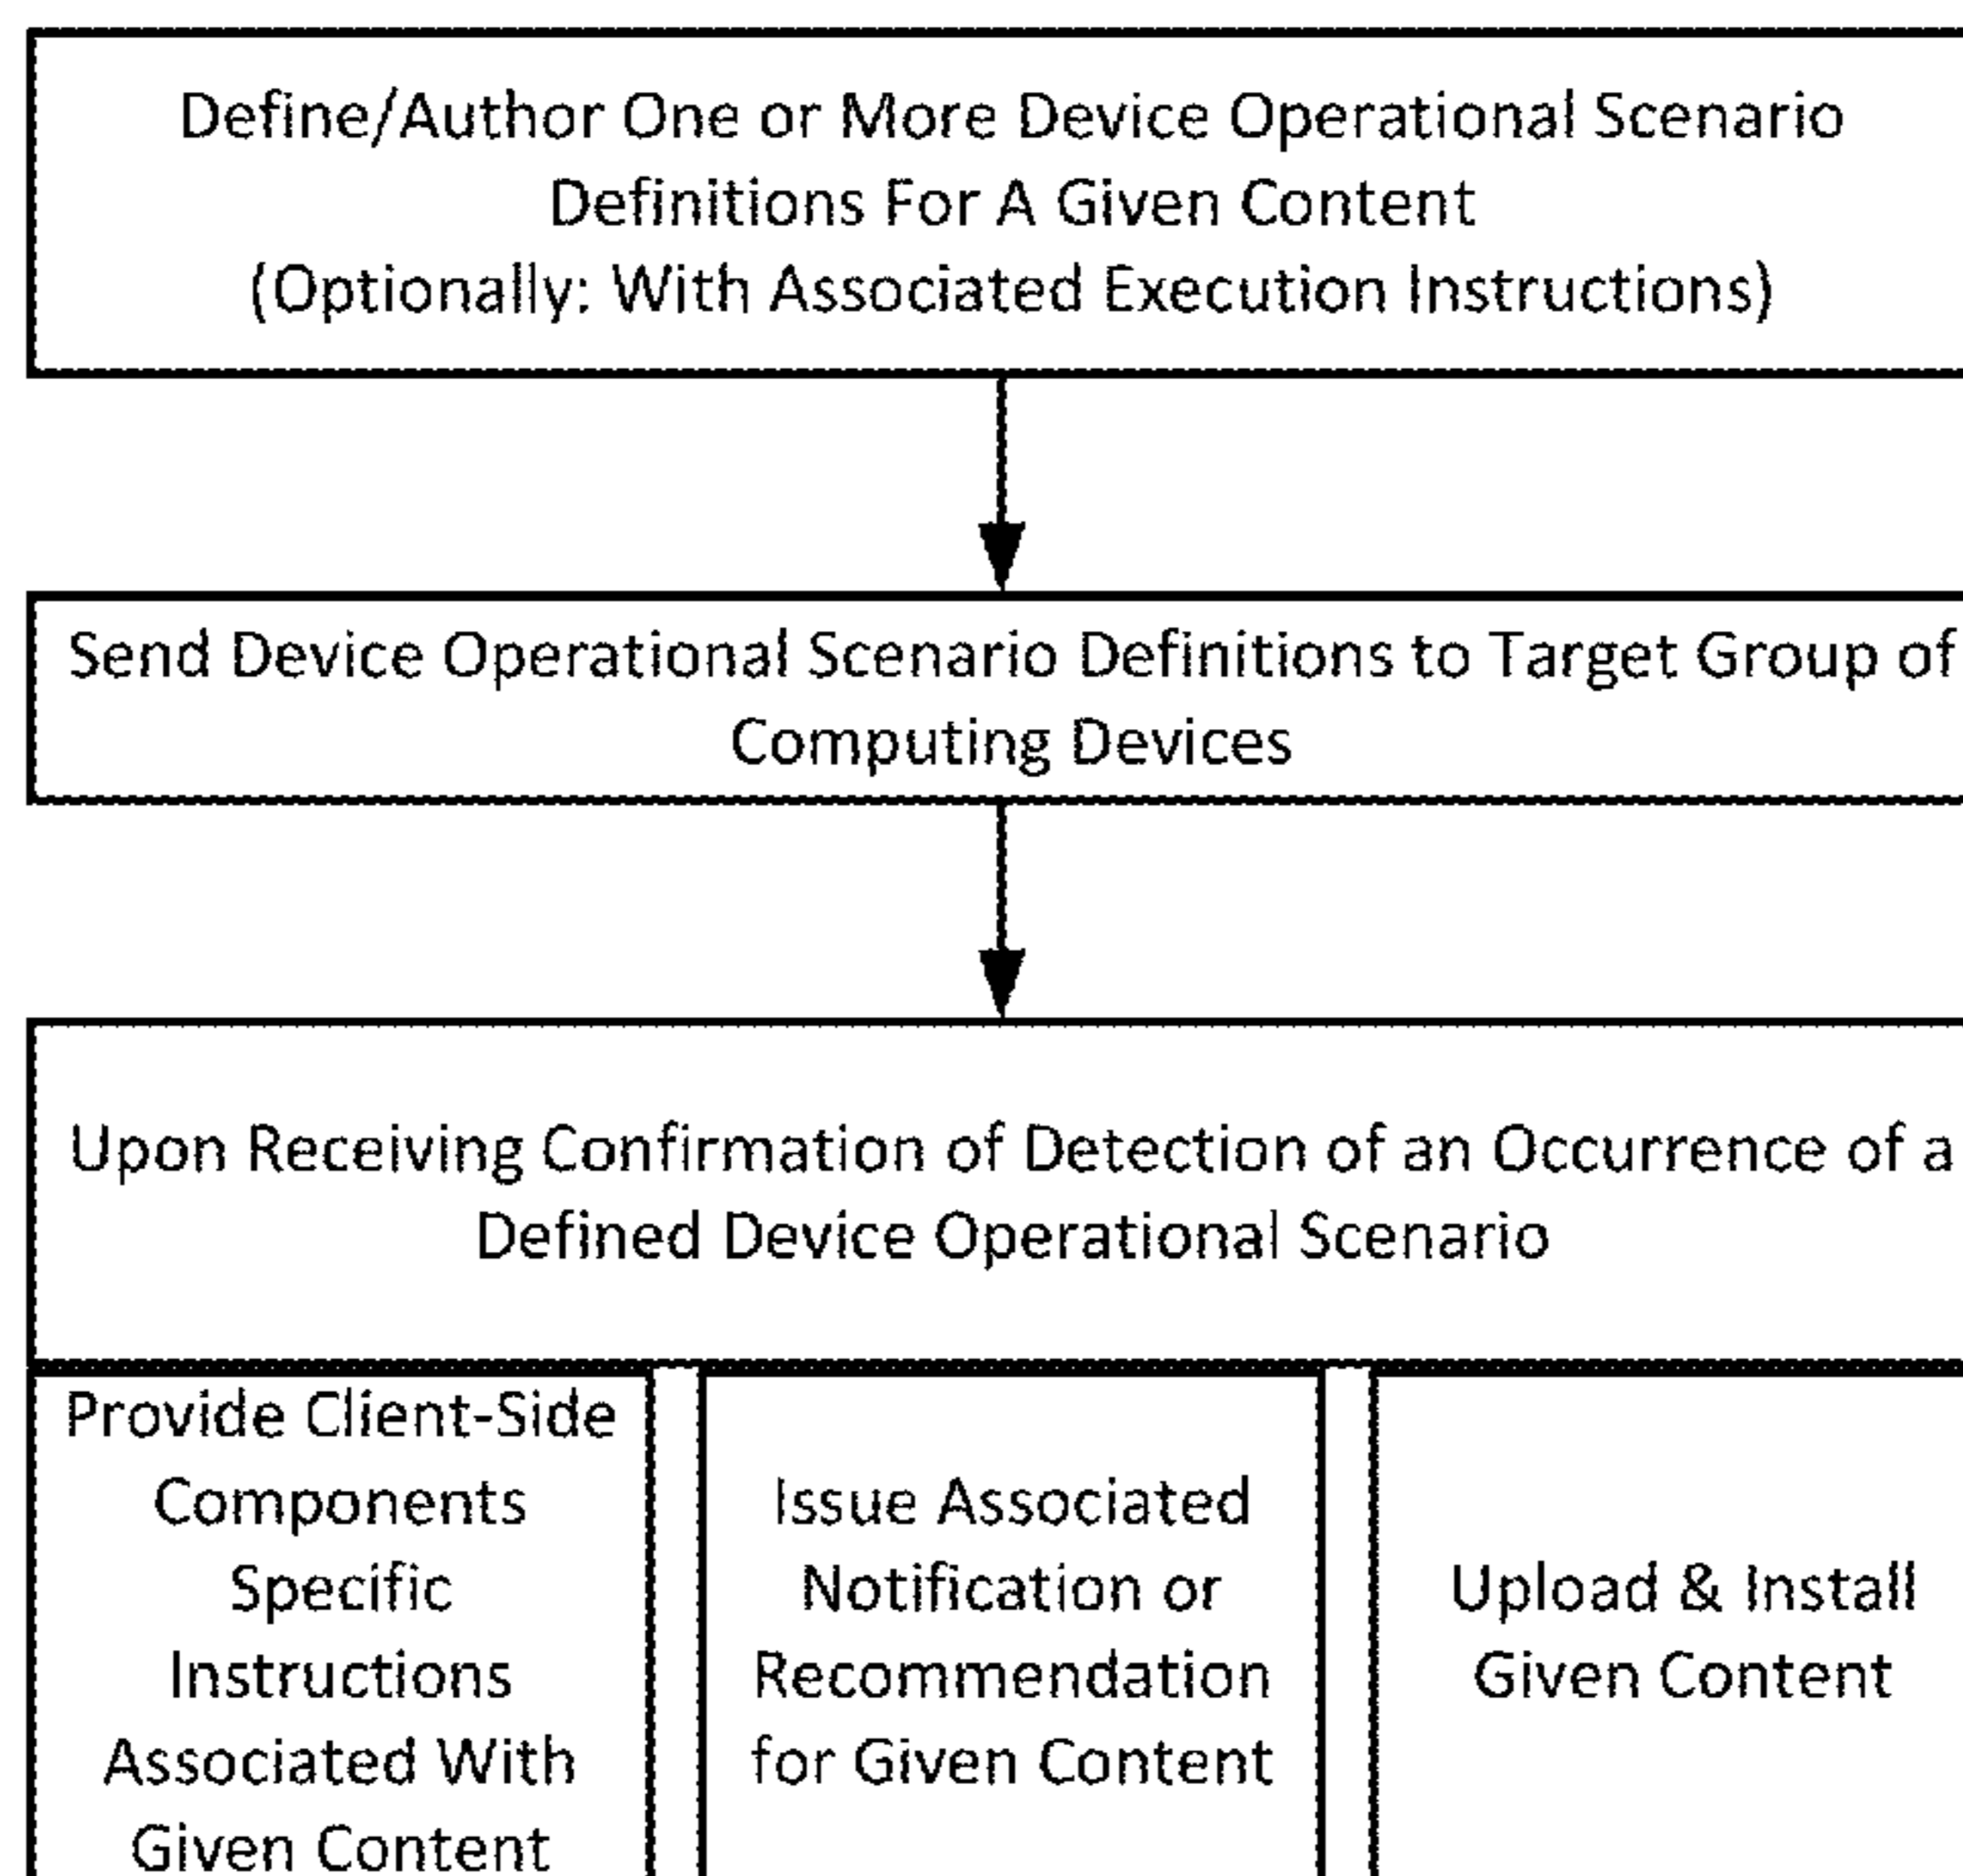 Define/Author One or More Device Operational Scenario
Definitions For A Given Content
(Optionally: With Associated Execution Instructions)
Send Device Operational Scenario Definitions to Target Group of
Computing Devices
Upon Receiving Confirmation of Detection of an Occurrence of a
Defined Device Operational Scenario
Provide Client-Side
Components
Specific
Instructions
Associated With
Given Content
Issue Associated
Notification or
Recommendation
for Given Content
Upload & Install
Given Content